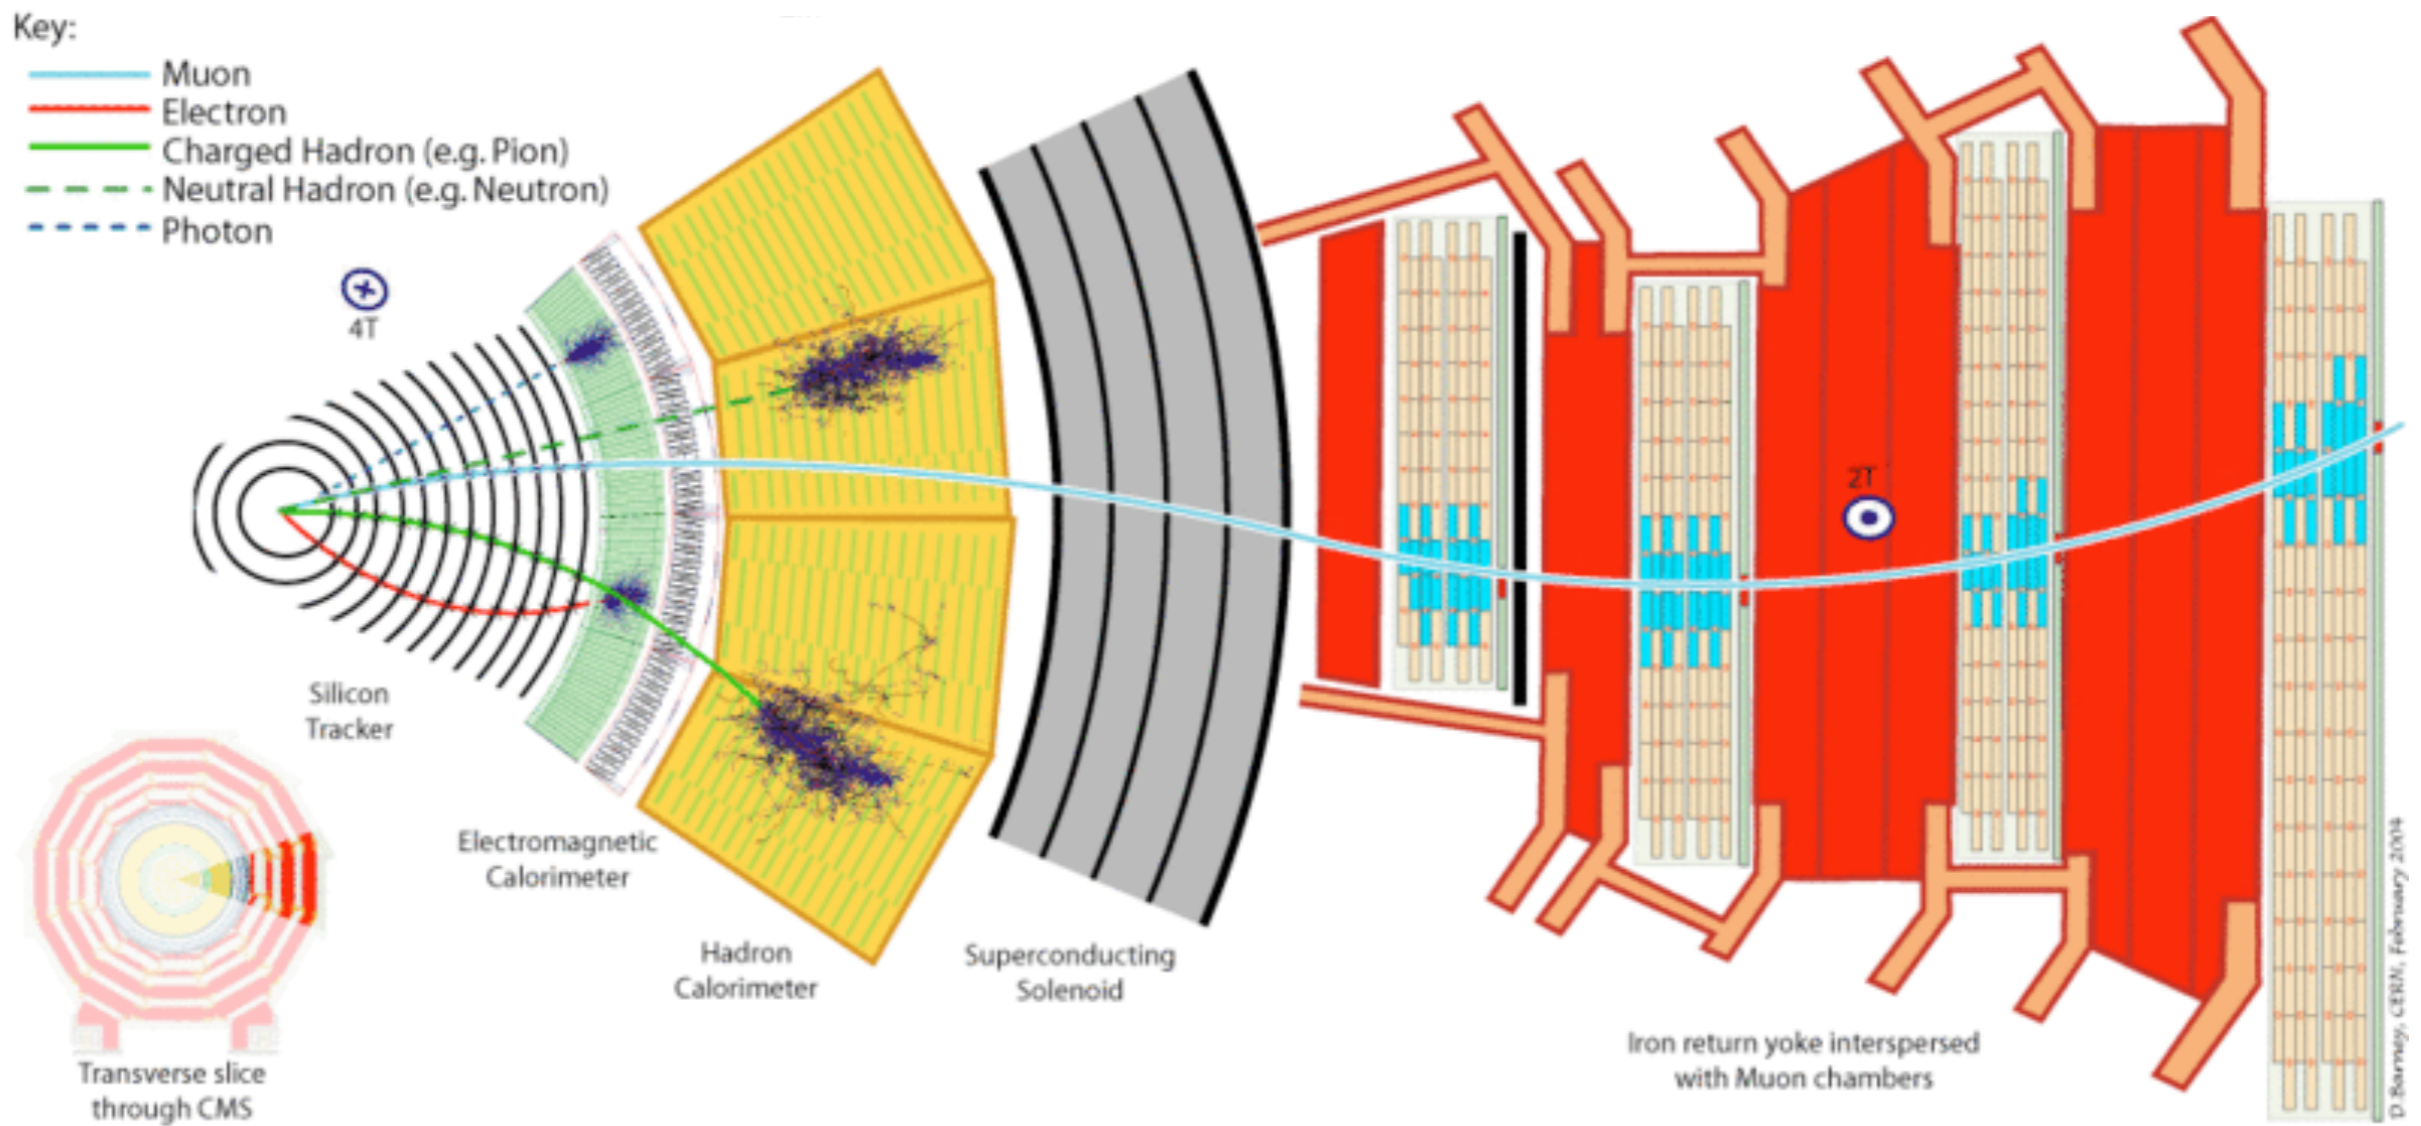 Key:
Muon
Electron
Charged Hadron (e.g. Pion)
Neutral Hadron (e.g. Neutron)
Photon
4T
2T
Silicon
Tracker
Electromagnetic
Calorimeter
Hadron
Calorimeter
Superconducting
Solenoid
Iron return yoke interspersed
with Muon chambers
Transverse slice
through CMS
D Barney, CERN, February 2004